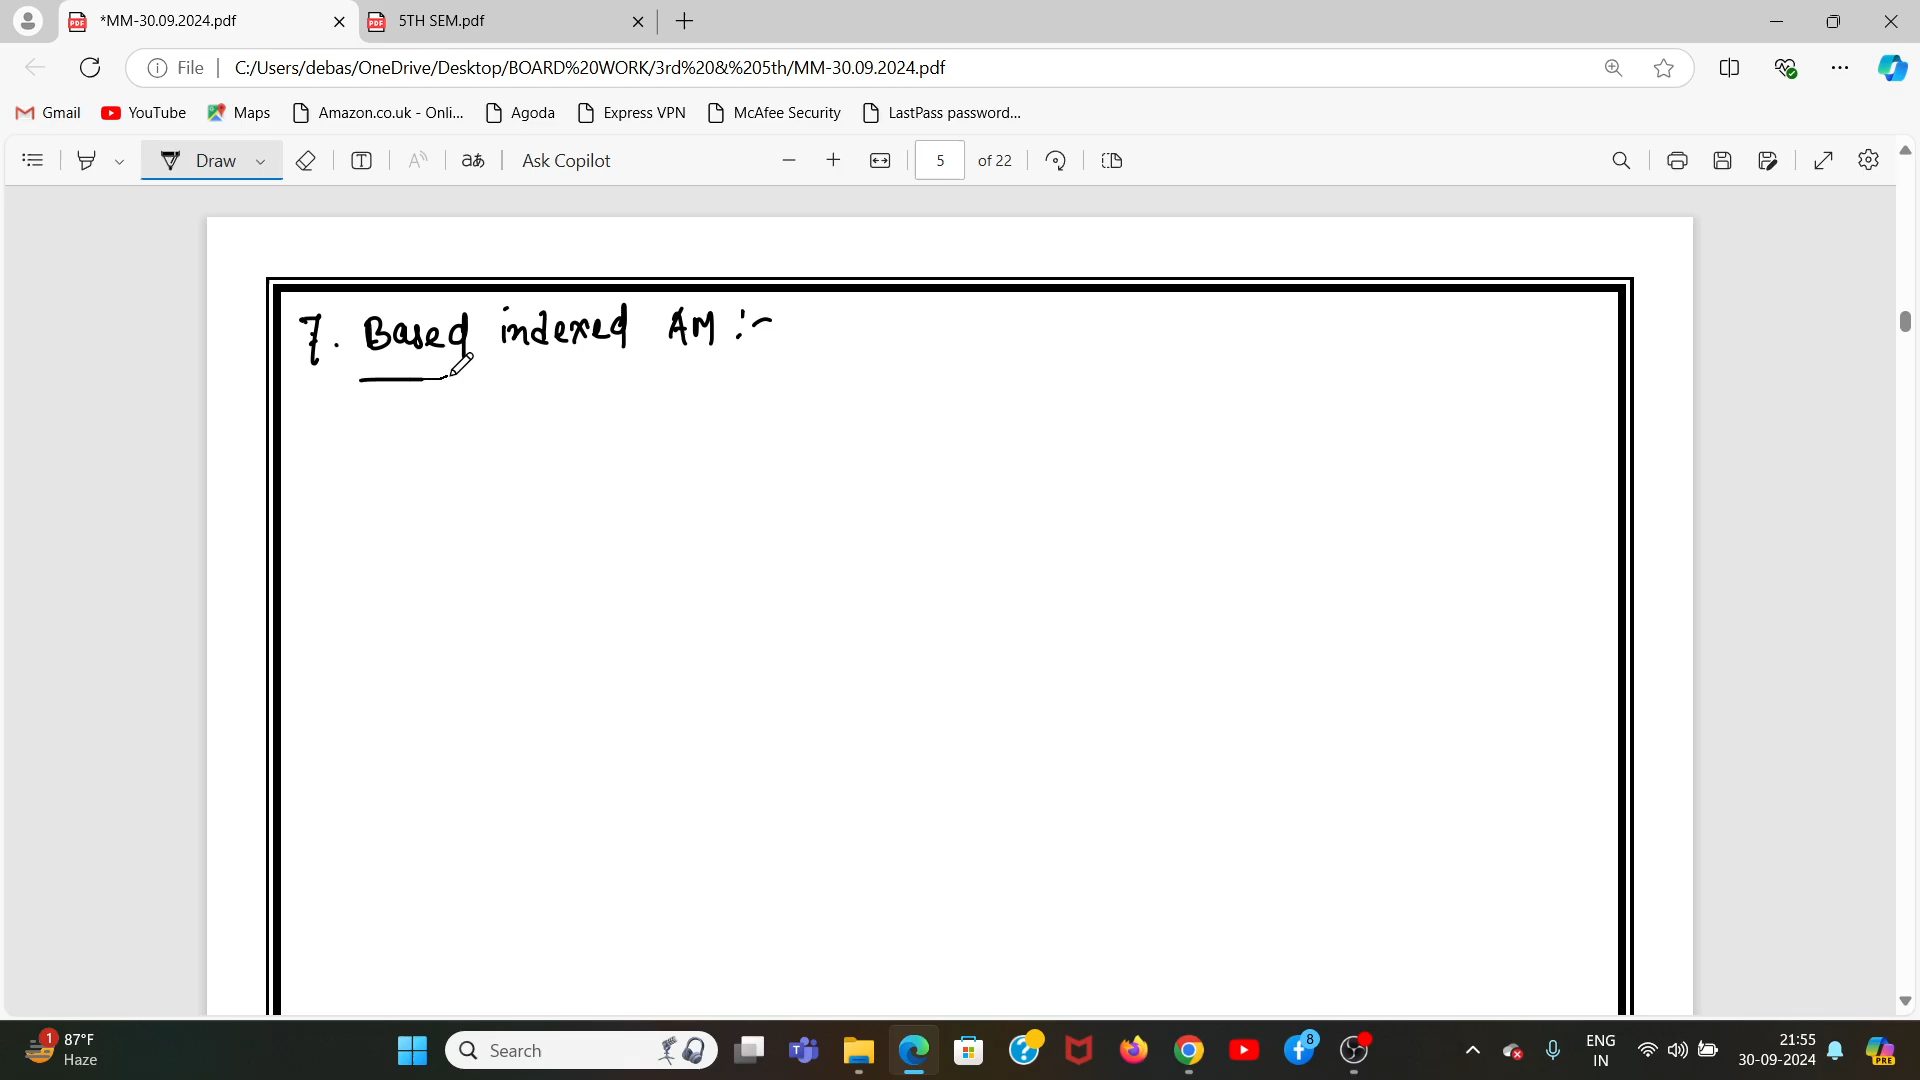 *MM-30.09.2024.pdf
5TH SEM.pdf
File
C:/Users/debas/OneDrive/Desktop/BOARD%20WORK/3rd%20&%205th/MM-30.09.2024.pdf
Gmail
YouTube
Maps
Amazon.co.uk - Onli...
Agoda
Express VPN
McAfee Security
LastPass password...
Draw
Ask Copilot
5
of 22
7. Based indexed AM :-
1
87°F
Haze
Search
8
ENG
IN
21:55
30-09-2024
PRE